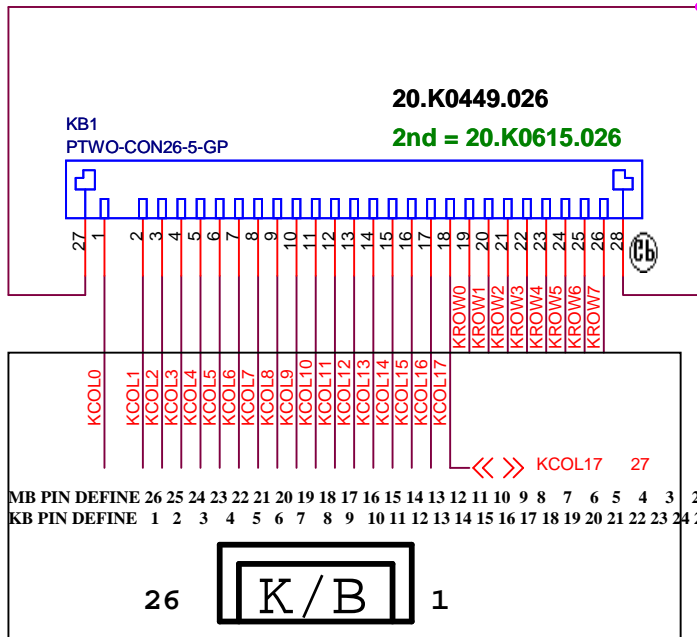 20.K0449.026
KB1
2nd = 20.K0615.026
PTWO-CON26-5-GP
27 1 2 3 4 5 6 7 8 9 10 11 12 13 14 15 16 17 18 19 20 21 22 23 24 25 26 28
KROW0 KROW1 KROW2 KROW3 KROW4 KROW5 KROW6 KROW7
KCOL0 KCOL1 KCOL2 KCOL3 KCOL4 KCOL5 KCOL6 KCOL7 KCOL8 KCOL9 KCOL10 KCOL11 KCOL12 KCOL13 KCOL14 KCOL15 KCOL16 KCOL17
KCOL17 27
MB PIN DEFINE 26 25 24 23 22 21 20 19 18 17 16 15 14 13 12 11 10 9 8 7 6 5 4 3 2
KB PIN DEFINE 1 2 3 4 5 6 7 8 9 10 11 12 13 14 15 16 17 18 19 20 21 22 23 24
26 K/B 1